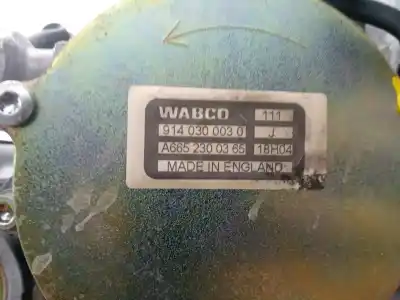 WABCO 111
914 030 003 0 J
A665 230 03 65 18H04
MADE IN ENGLAND